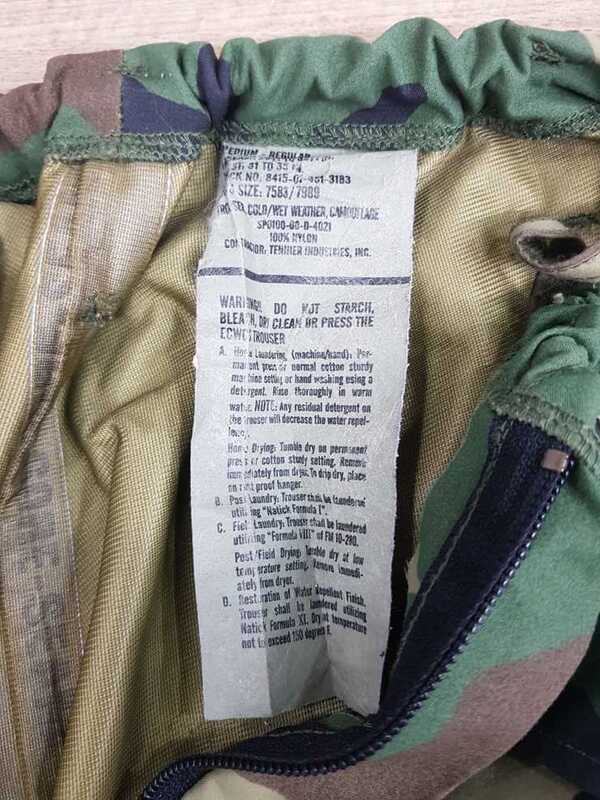 MEDIUM - REGULAR
31 TO 35
CK NO. 8415-01-451-3183
SIZE: 7583/7989
COLD/WET WEATHER, CAMOUFLAGE
SP0100-00-D-4021
100% NYLON
TENNIER INDUSTRIES, INC.
WARNING! DO NOT STARCH,
BLEACH, DRY CLEAN OR PRESS THE
ECWCS TROUSER
A. Home Laundering, (machine/hand): Per-
manent press or normal cotton sturdy
machine setting or hand washing using a
detergent. Rinse thoroughly in warm
water. NOTE: Any residual detergent on
the Trouser will decrease the water repel-
lency.
Home Drying: Tumble dry on permanent
press or cotton study setting. Remove
immediately from dryer. To drip dry, place
on rust proof hanger.
B. Post Laundry: Trouser shall be laundered
utilizing "Natick Formula I".
C. Field Laundry: Trouser shall be laundered
utilizing "Formula VIII" of FM 10-280.
Post/Field Drying: Tumble dry at low
temperature setting. Remove immedi-
ately from dryer.
D. Restoration of Water Repellent Finish
Trouser shall be laundered utilizing
Natick Formula XI. Drying temperature
not to exceed 150 degrees F.